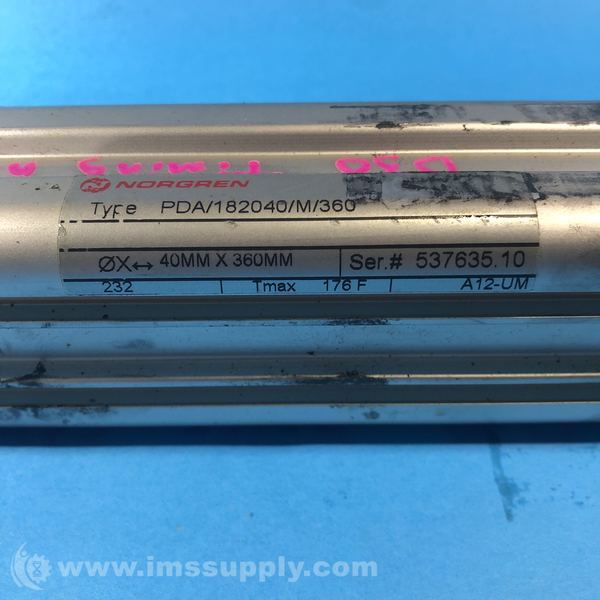 NORGREN
Type PDA/182040/M/360
ØX↔ 40MM X 360MM Ser.# 537635.10
232 Tmax 176 F A12-UM
www.imssupply.com